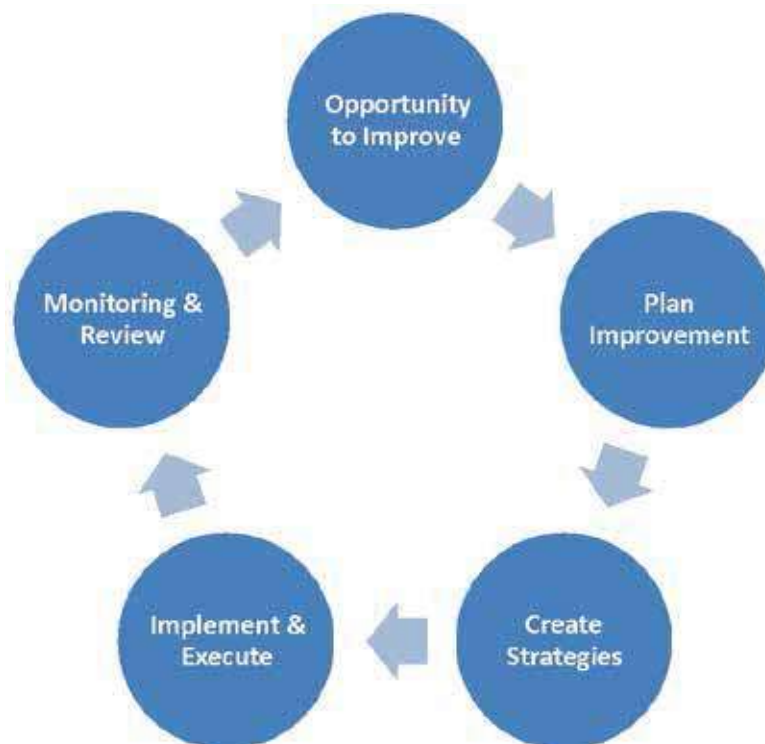 Opportunity
to Improve
Plan
Improvement
Create
Strategies
Implement &
Execute
Monitoring &
Review